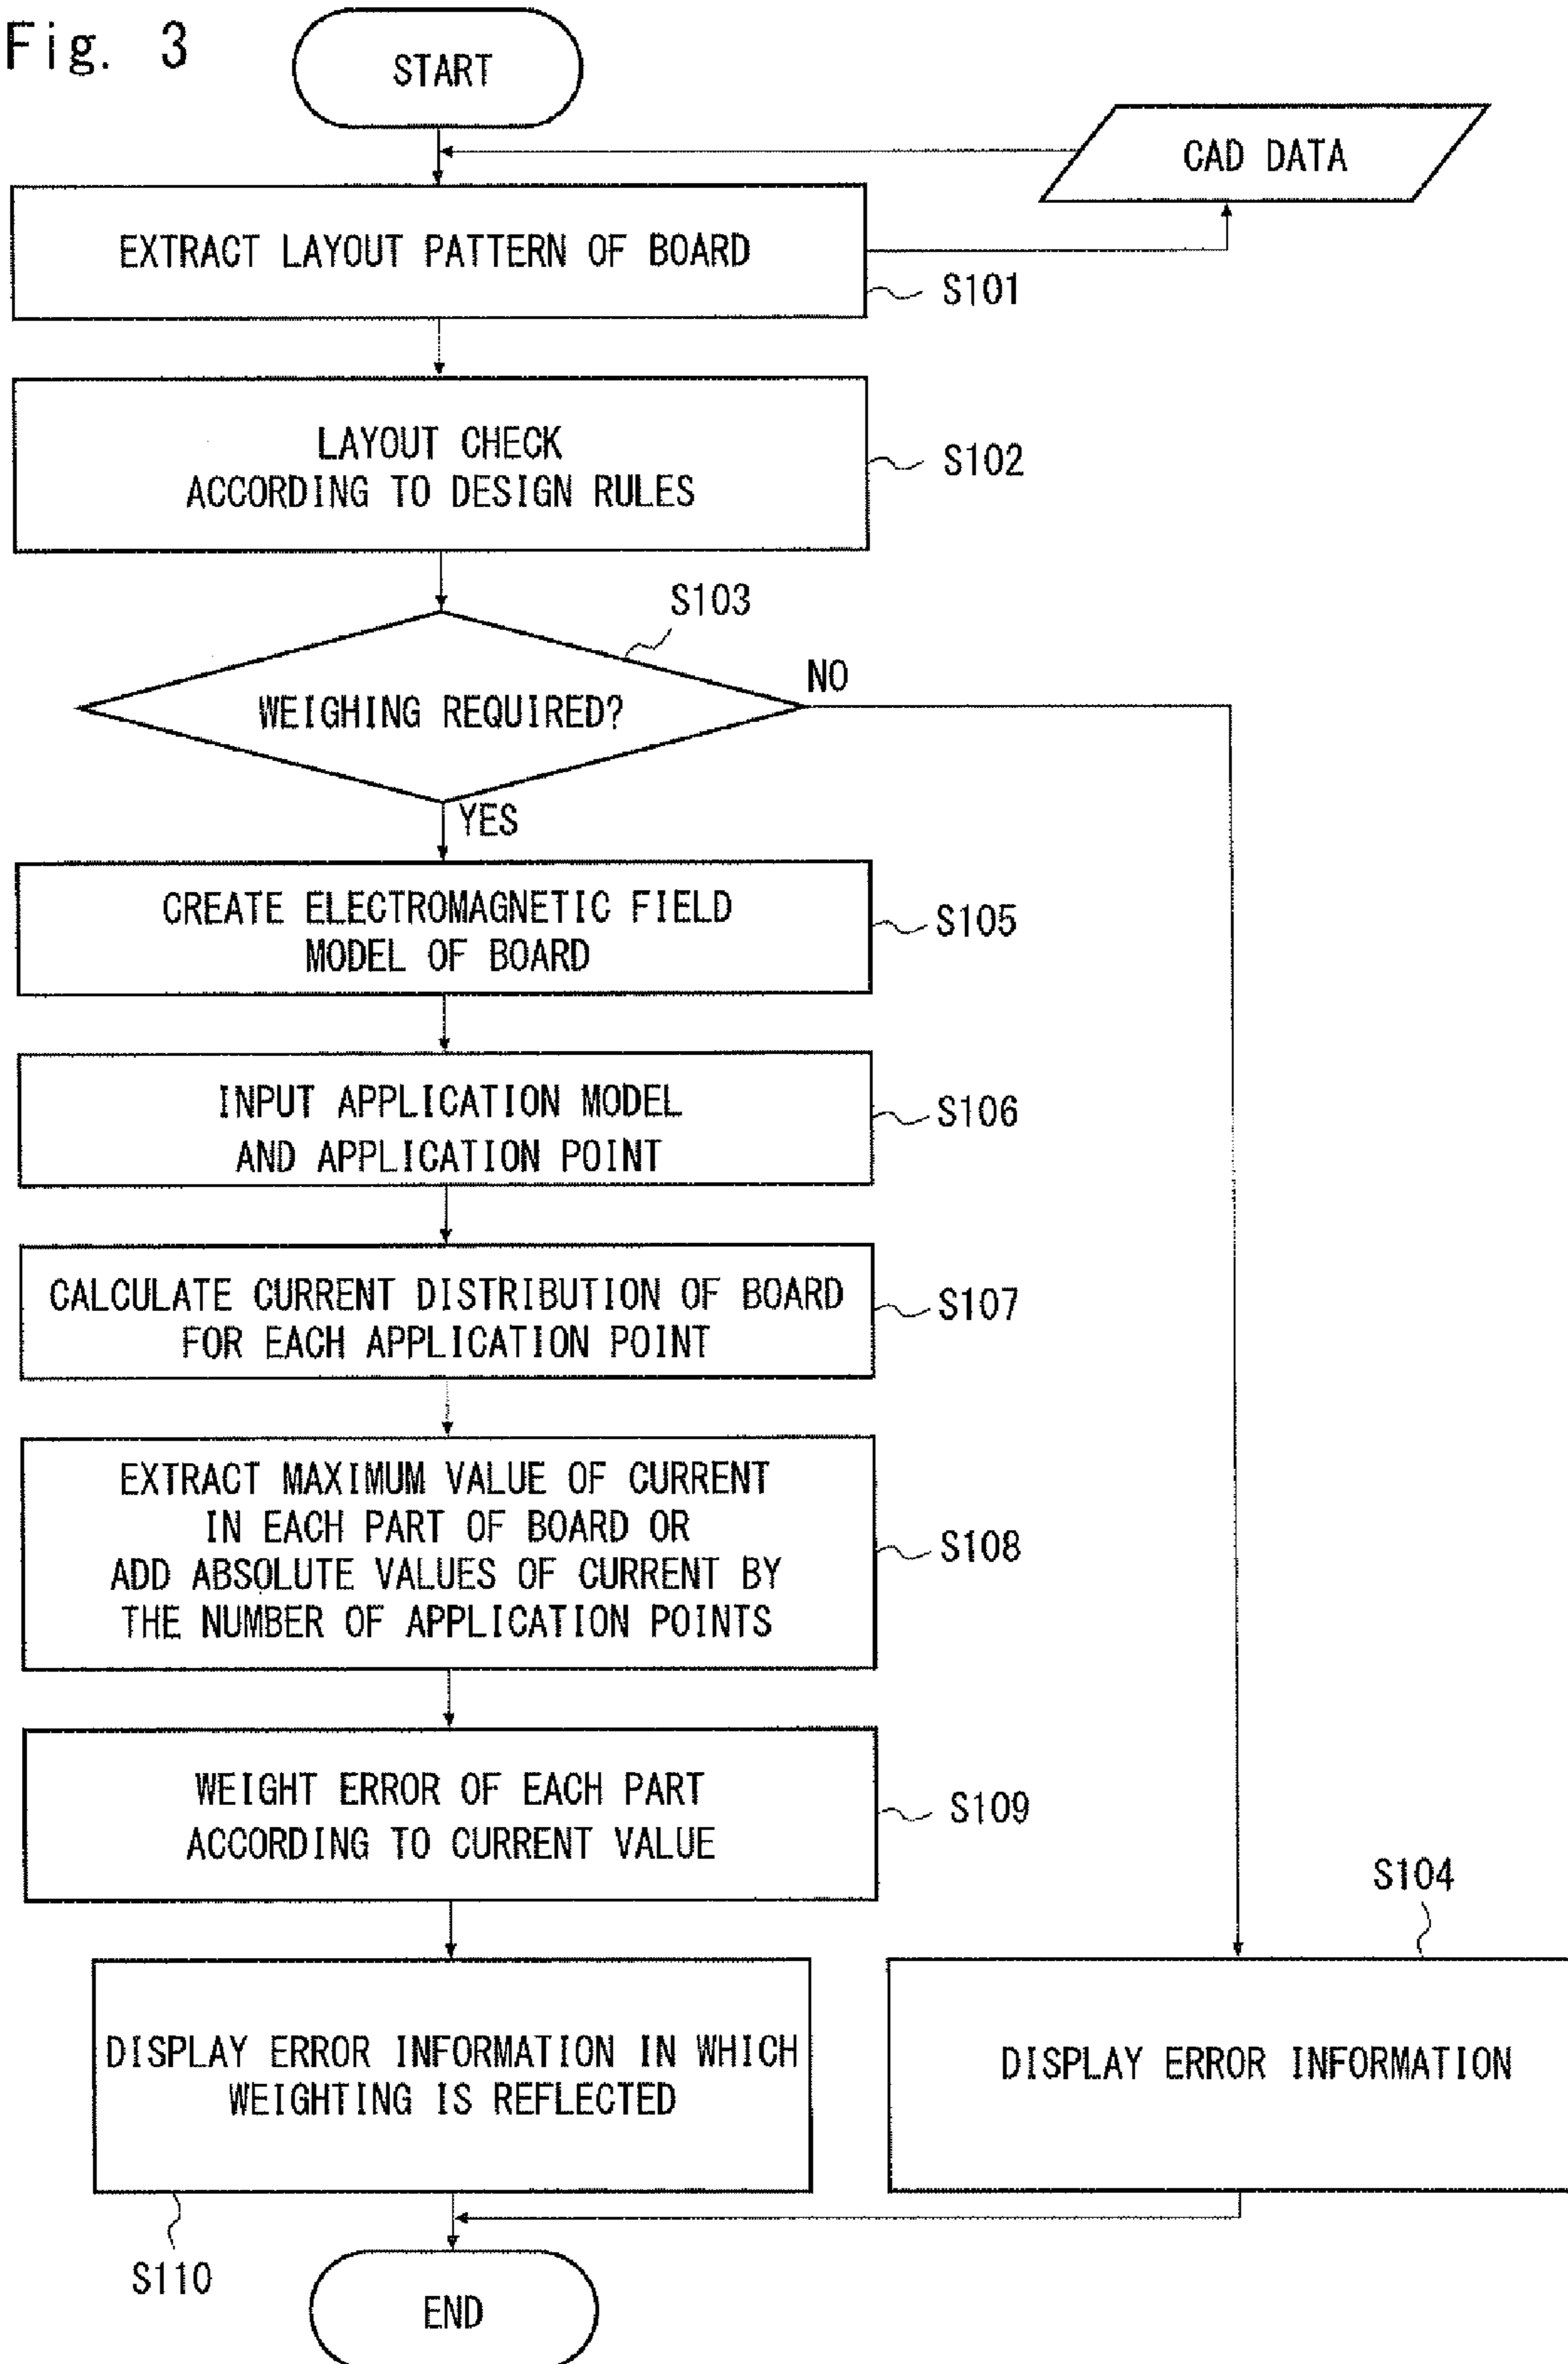 Fig. 3
START
CAD DATA
EXTRACT LAYOUT PATTERN OF BOARD
S101
LAYOUT CHECK
ACCORDING TO DESIGN RULES
S102
S103
WEIGHING REQUIRED?
NO
YES
CREATE ELECTROMAGNETIC FIELD
MODEL OF BOARD
S105
INPUT APPLICATION MODEL
AND APPLICATION POINT
S106
CALCULATE CURRENT DISTRIBUTION OF BOARD
FOR EACH APPLICATION POINT
S107
EXTRACT MAXIMUM VALUE OF CURRENT
IN EACH PART OF BOARD OR
ADD ABSOLUTE VALUES OF CURRENT BY
THE NUMBER OF APPLICATION POINTS
S108
WEIGHT ERROR OF EACH PART
ACCORDING TO CURRENT VALUE
S109
S104
DISPLAY ERROR INFORMATION IN WHICH
WEIGHTING IS REFLECTED
DISPLAY ERROR INFORMATION
S110
END